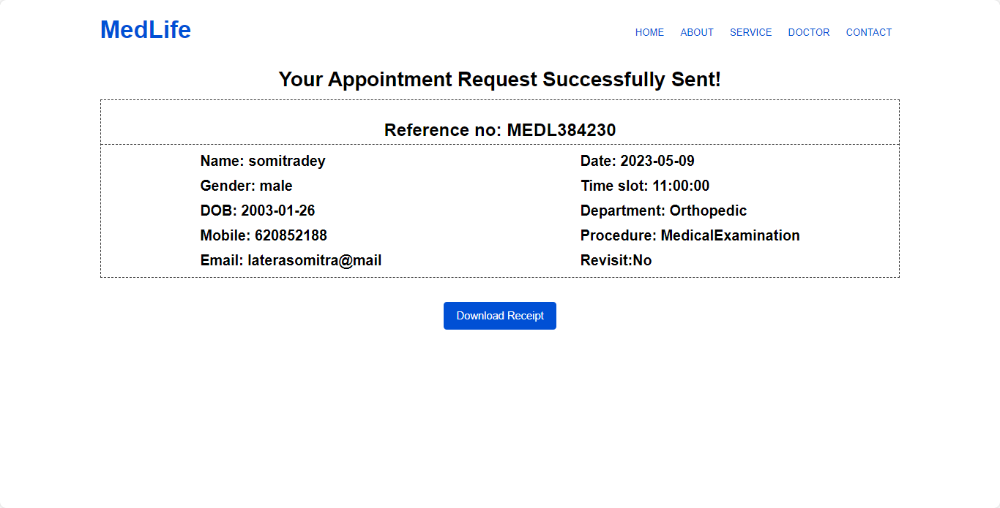 MedLife
HOME ABOUT SERVICE DOCTOR CONTACT
Your Appointment Request Successfully Sent!
Reference no: MEDL384230
Name: somitradey
Gender: male
DOB: 2003-01-26
Mobile: 620852188
Email: laterasomitra@mail
Date: 2023-05-09
Time slot: 11:00:00
Department: Orthopedic
Procedure: MedicalExamination
Revisit:No
Download Receipt